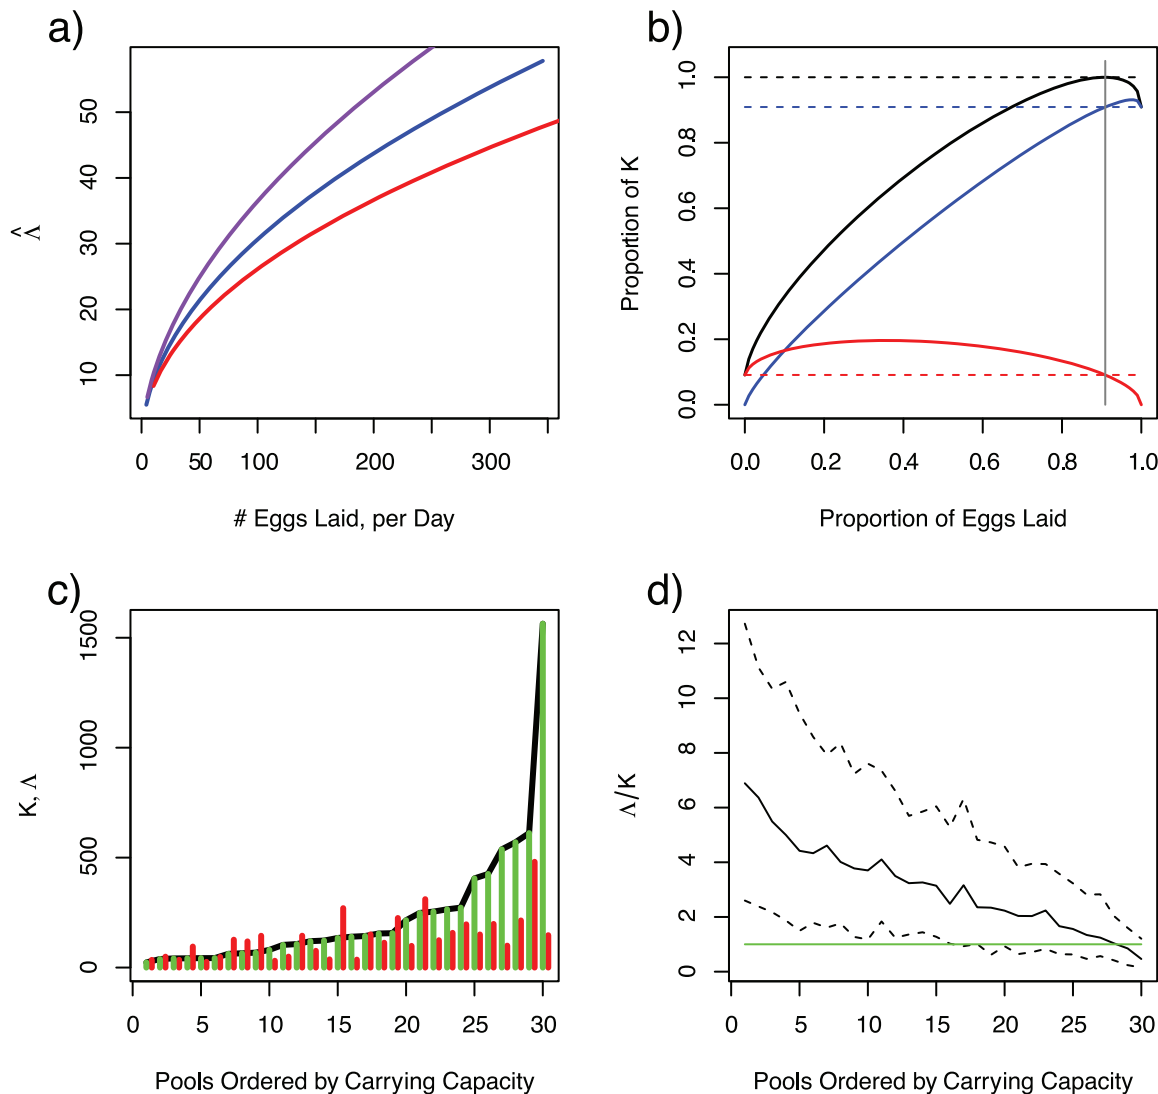 a)
50
40
30
20
10
Λ̂
0 50 100 200 300
# Eggs Laid, per Day
b)
1.0
0.8
0.6
0.4
0.2
0.0
Proportion of K
0.0 0.2 0.4 0.6 0.8 1.0
Proportion of Eggs Laid
c)
1500
1000
500
0
K, Λ
0 5 10 15 20 25 30
Pools Ordered by Carrying Capacity
d)
12
10
8
6
4
2
0
Λ/K
0 5 10 15 20 25 30
Pools Ordered by Carrying Capacity